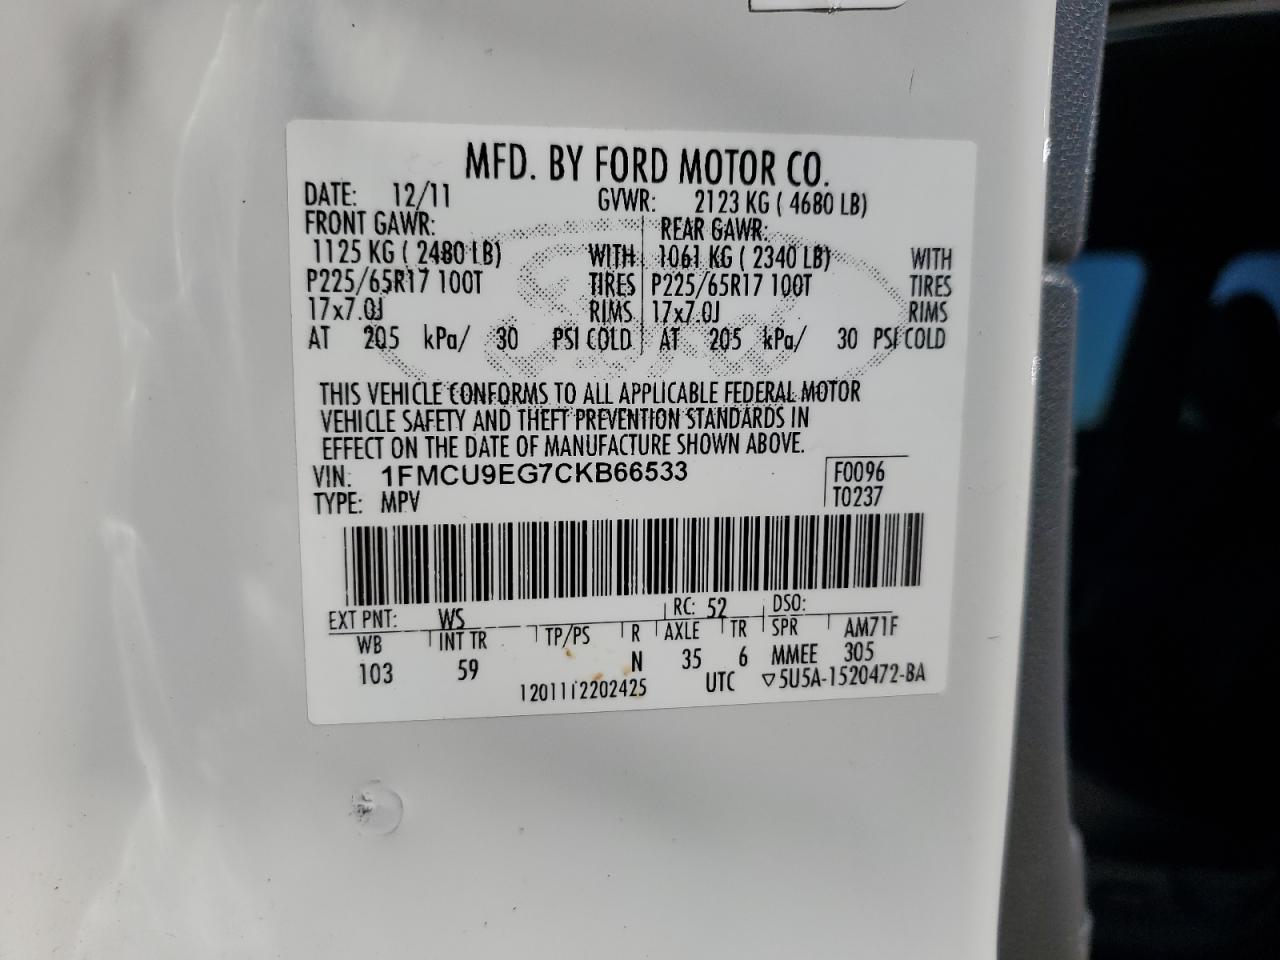 MFD. BY FORD MOTOR CO.
DATE: 12/11 GVWR: 2123 KG ( 4680 LB)
FRONT GAWR: REAR GAWR:
1125 KG ( 2480 LB) WITH 1061 KG ( 2340 LB) WITH
P225/65R17 100T TIRES P225/65R17 100T TIRES
17x7.0J RIMS 17x7.0J RIMS
AT 205 kPa/ 30 PSI COLD AT 205 kPa/ 30 PSI COLD
THIS VEHICLE CONFORMS TO ALL APPLICABLE FEDERAL MOTOR
VEHICLE SAFETY AND THEFT PREVENTION STANDARDS IN
EFFECT ON THE DATE OF MANUFACTURE SHOWN ABOVE.
VIN: 1FMCU9EG7CKB66533 F0096
TYPE: MPV T0237
EXT PNT: WS RC: 52 DSO:
WB INT TR TP/PS R AXLE TR SPR AM71F
103 59 N 35 6 MMEE 305
1201112202425 UTC ▽5U5A-1520472-BA